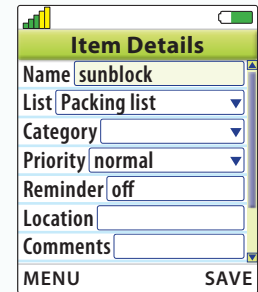 Item Details
Name sunblock
List Packing list
Category
Priority normal
Reminder off
Location
Comments
MENU SAVE